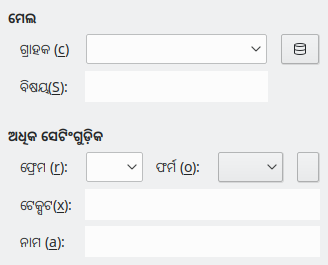 ମେଲ
ଗ୍ରାହକ (c)
ବିଷୟ(S):
ଅଧିକ ସେଟିଂଗୁଡ଼ିକ
ଫ୍ରେମ (r): ଫର୍ମ (o):
ଟେକ୍ସଟ(x):
ନାମ (a):